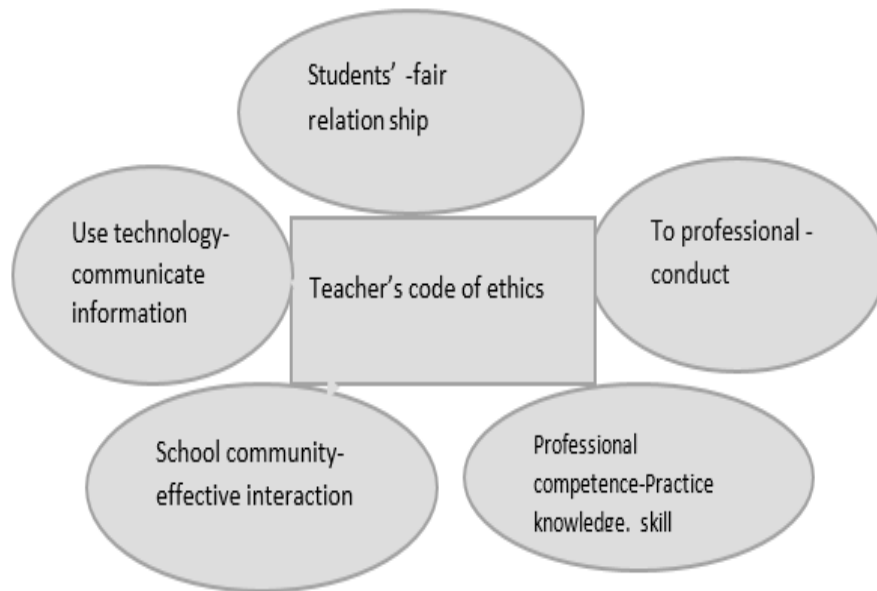 Students' -fair
relation ship
Use technology-
communicate
information
To professional -
conduct
Teacher's code of ethics
School community-
effective interaction
Professional
competence-Practice
knowledge, skill